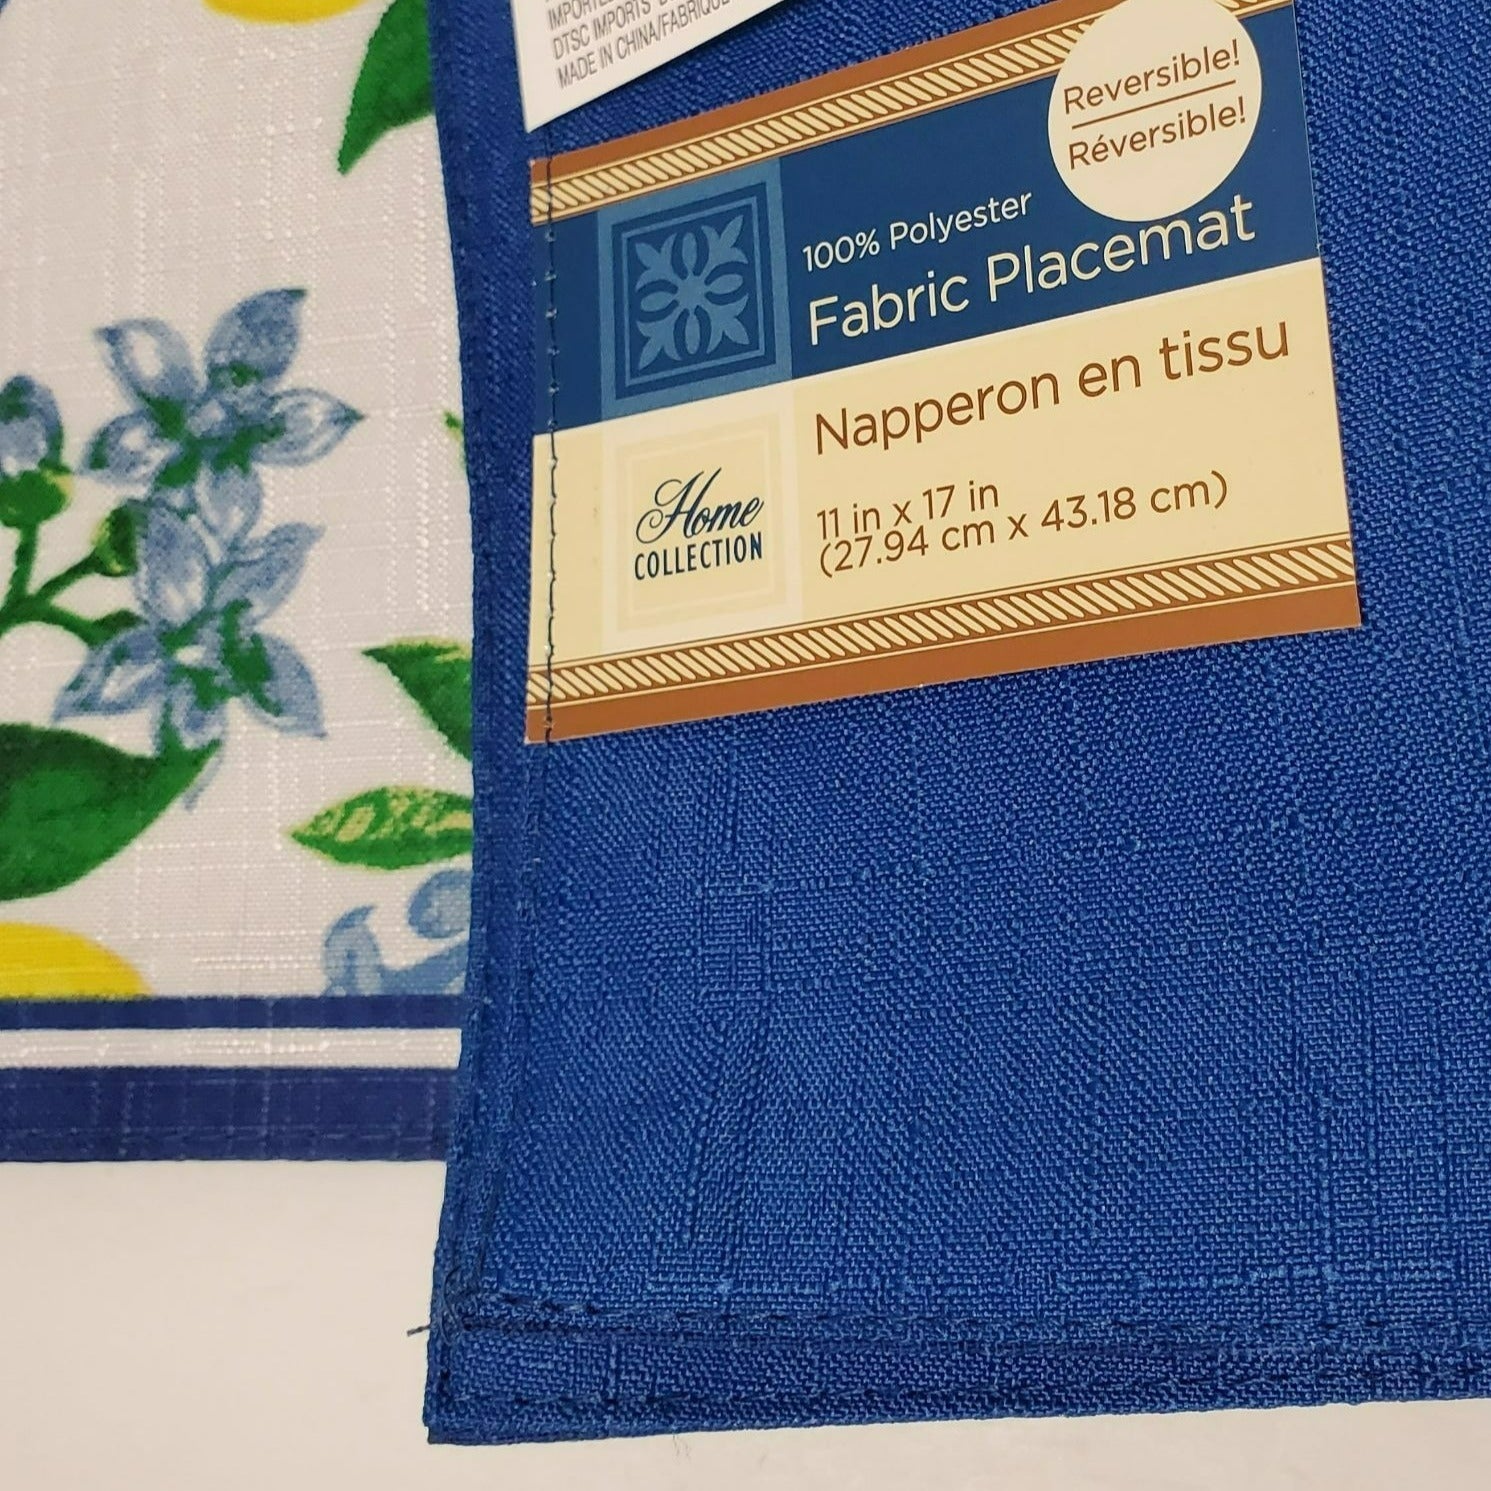 DTSC IMPORTS
MADE IN CHINA/FABRIQUÉ
Reversible!
Réversible!
100% Polyester
Fabric Placemat
Napperon en tissu
11 in x 17 in
(27.94 cm x 43.18 cm)
Home
COLLECTION